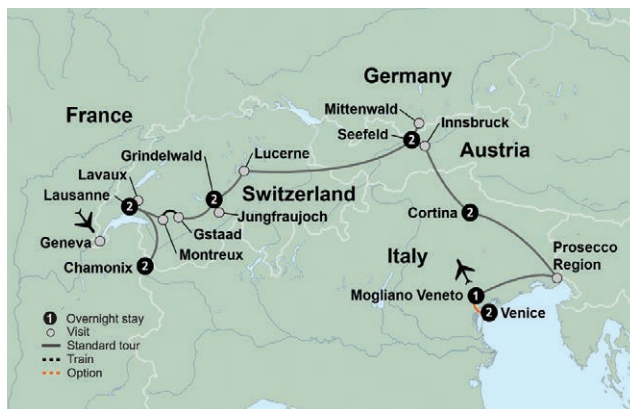 Germany
Mittenwald
France
Seefeld
2
Innsbruck
Grindelwald
Lucerne
Austria
Lavaux
2
Switzerland
Lausanne
2
Jungfraujoch
Cortina
2
Gstaad
Geneva
Montreux
Italy
Prosecco
Region
Chamonix
2
Mogliano Veneto
1
2
Venice
1 Overnight stay
Visit
Standard tour
Train
Option